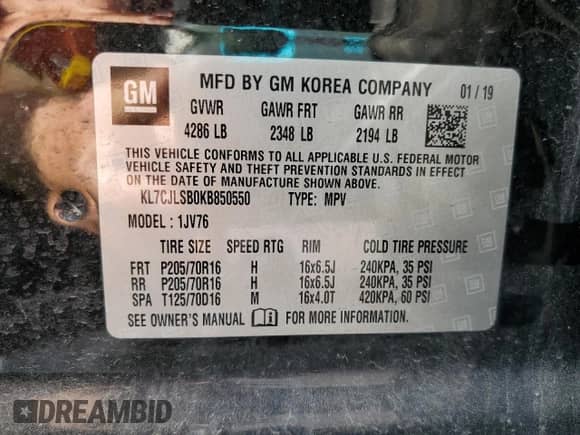 GM
MFD BY GM KOREA COMPANY 01 / 19
GVWR GAWR FRT GAWR RR
4286 LB 2348 LB 2194 LB
THIS VEHICLE CONFORMS TO ALL APPLICABLE U.S. FEDERAL MOTOR
VEHICLE SAFETY AND THEFT PREVENTION STANDARDS IN EFFECT
ON THE DATE OF MANUFACTURE SHOWN ABOVE.
KL7CJLSB0KB850550 TYPE: MPV
MODEL : 1JV76
TIRE SIZE SPEED RTG RIM COLD TIRE PRESSURE
FRT P205/70R16 H 16x6.5J 240KPA, 35 PSI
RR P205/70R16 H 16x6.5J 240KPA, 35 PSI
SPA T125/70D16 M 16x4.0T 420KPA, 60 PSI
SEE OWNER'S MANUAL FOR MORE INFORMATION.
DREAMBID